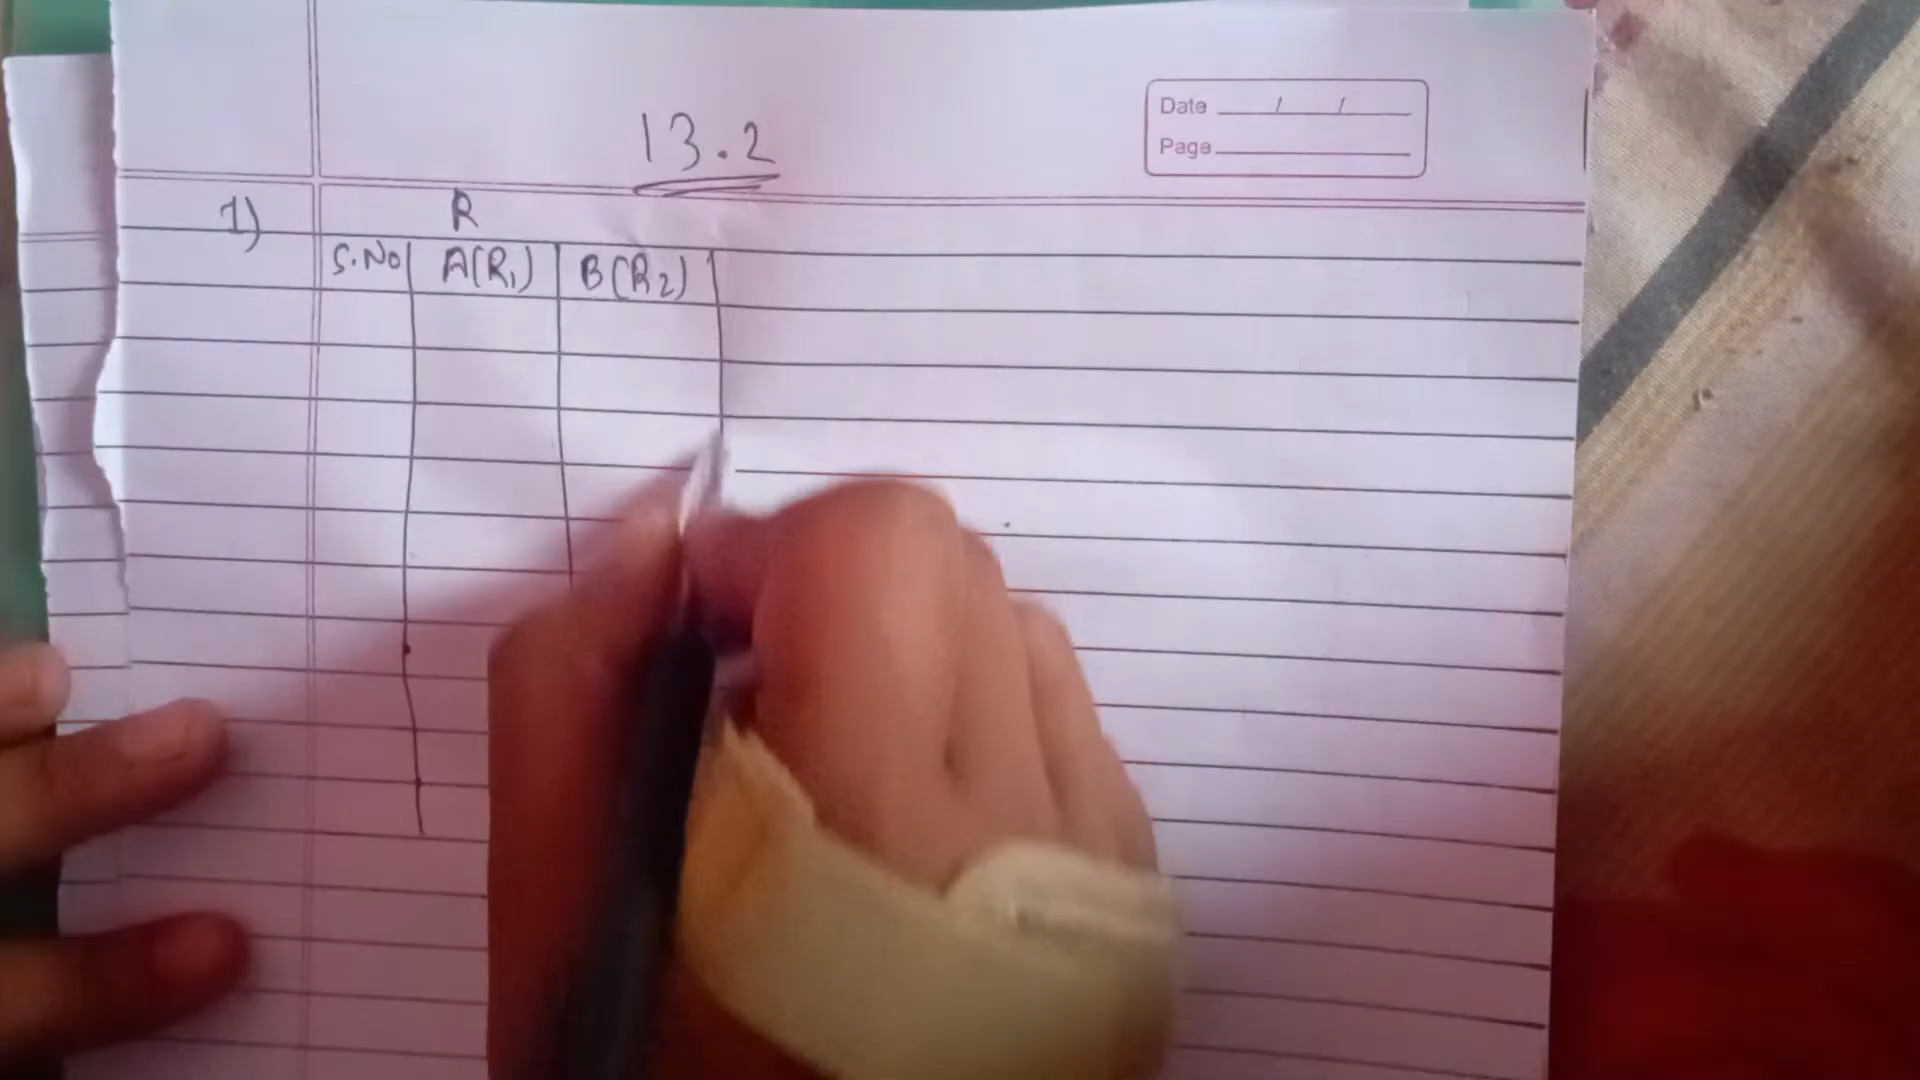 13.2
Date / /
Page
1) R
S.No A(R1) B(R2)